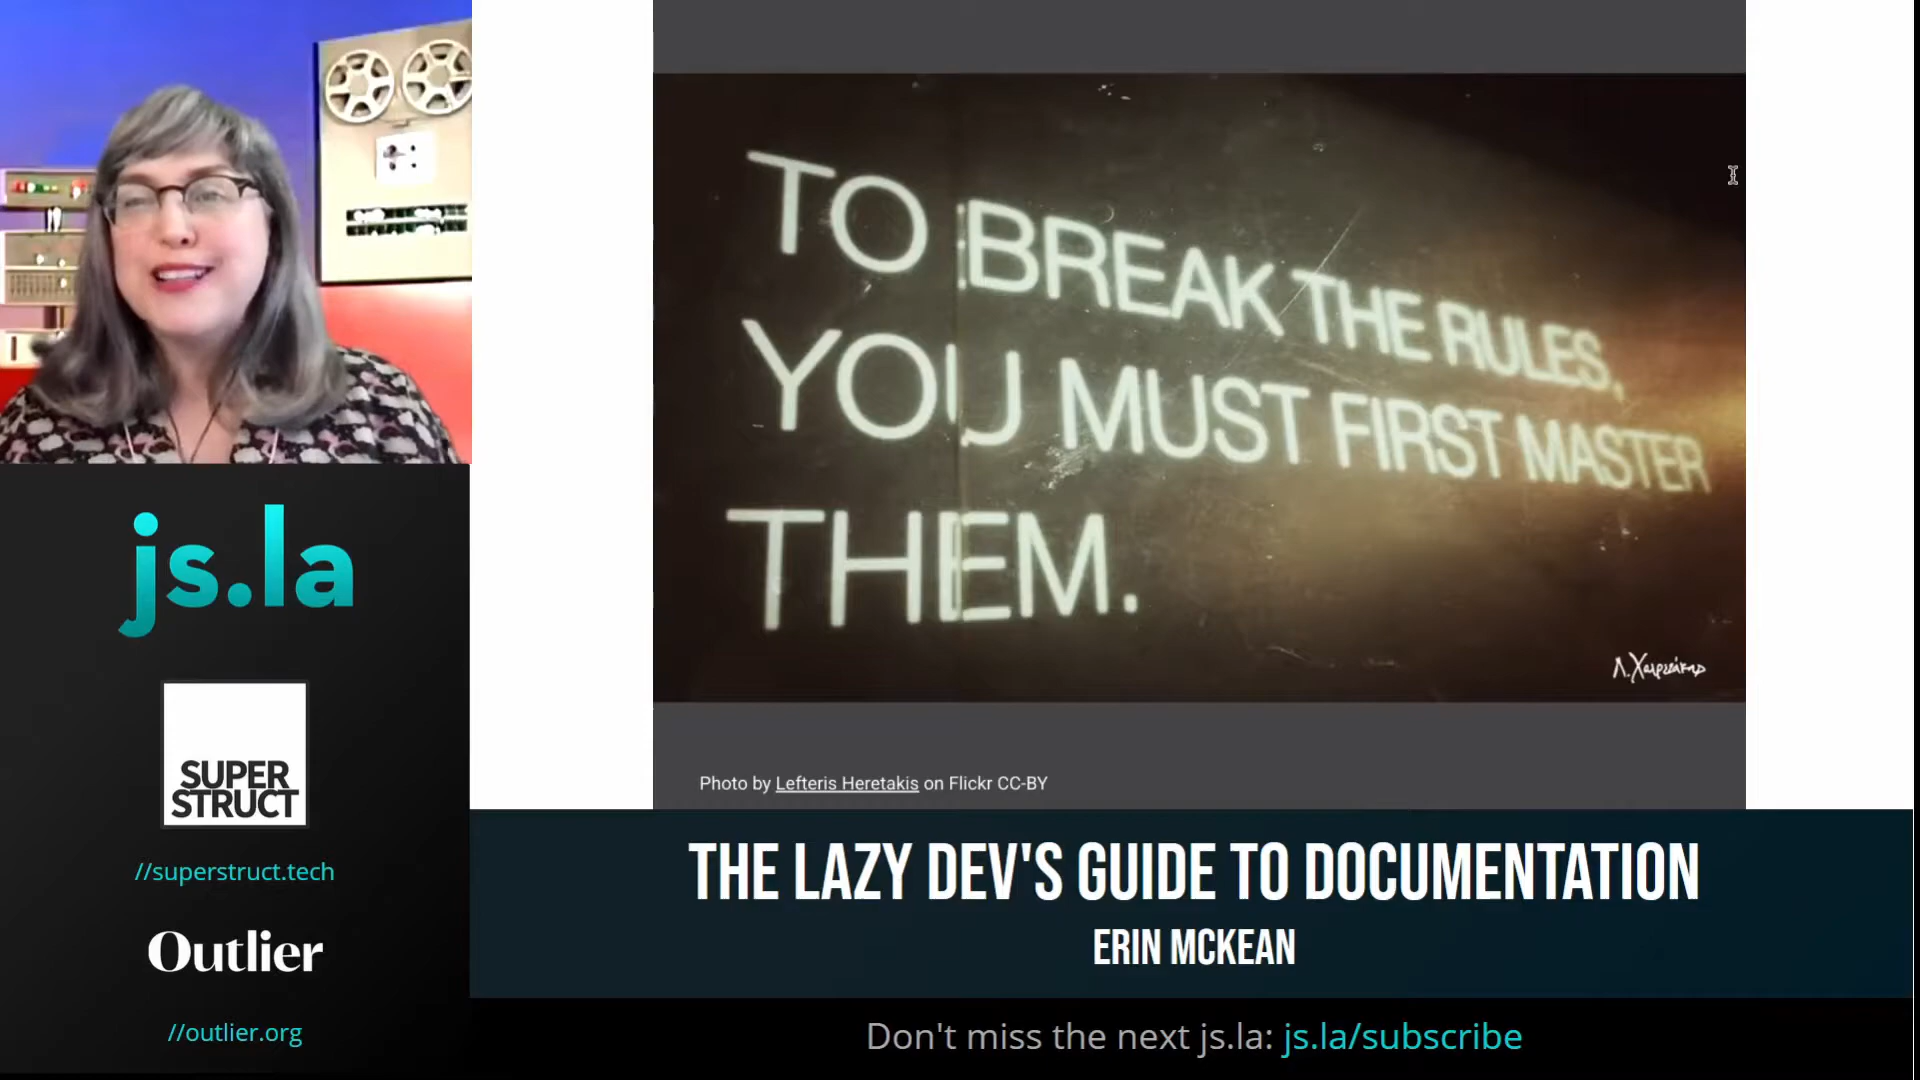 TO BREAK THE RULES,
YOU MUST FIRST MASTER
THEM.
Photo by Lefteris Heretakis on Flickr CC-BY
js.la
SUPER
STRUCT
//superstruct.tech
Outlier
//outlier.org
THE LAZY DEV'S GUIDE TO DOCUMENTATION
ERIN MCKEAN
Don't miss the next js.la: js.la/subscribe